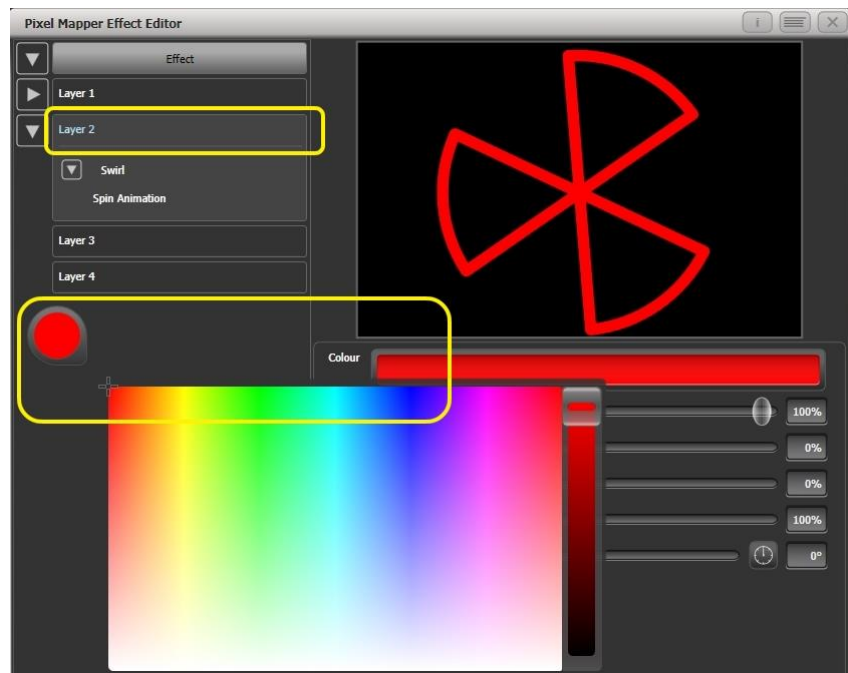 Pixel Mapper Effect Editor
i
Effect
Layer 1
Layer 2
Swirl
Spin Animation
Layer 3
Layer 4
Colour
100%
0%
0%
100%
0°